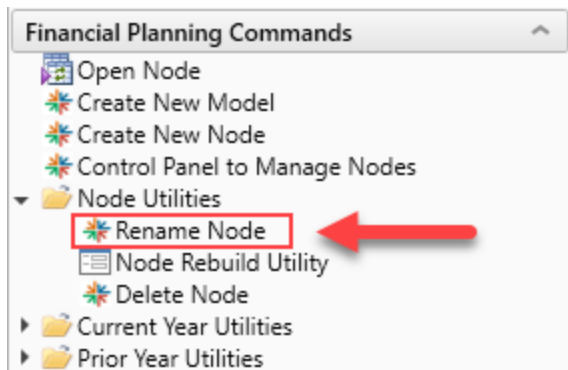 Financial Planning Commands
Open Node
Create New Model
Create New Node
Control Panel to Manage Nodes
Node Utilities
Rename Node
Node Rebuild Utility
Delete Node
Current Year Utilities
Prior Year Utilities